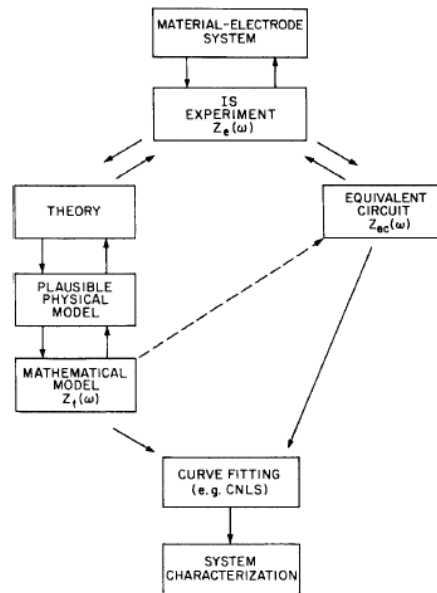 MATERIAL-ELECTRODE
SYSTEM
IS
EXPERIMENT
Z_e(ω)
THEORY
EQUIVALENT
CIRCUIT
Z_ec(ω)
PLAUSIBLE
PHYSICAL
MODEL
MATHEMATICAL
MODEL
Z_t(ω)
CURVE FITTING
(e.g. CNLS)
SYSTEM
CHARACTERIZATION